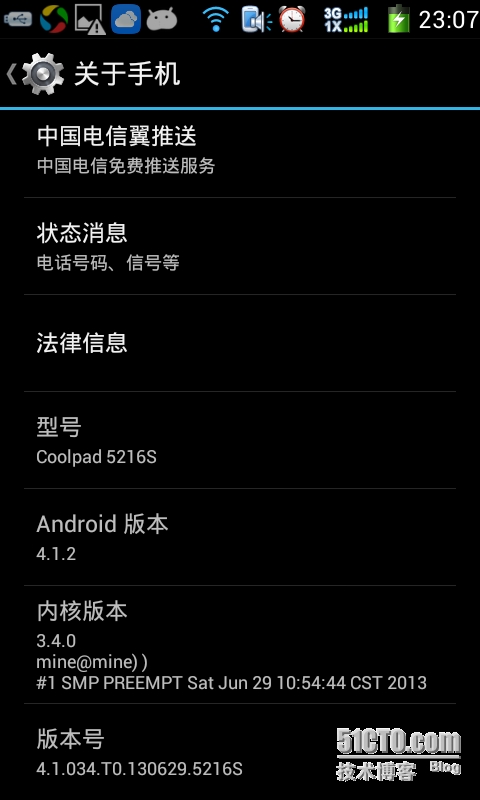 3G
1X
23:07
关于手机
中国电信翼推送
中国电信免费推送服务
状态消息
电话号码、信号等
法律信息
型号
Coolpad 5216S
Android 版本
4.1.2
内核版本
3.4.0
mine@mine) )
#1 SMP PREEMPT Sat Jun 29 10:54:44 CST 2013
版本号
4.1.034.T0.130629.5216S
51CTO.com
技术博客 Blog